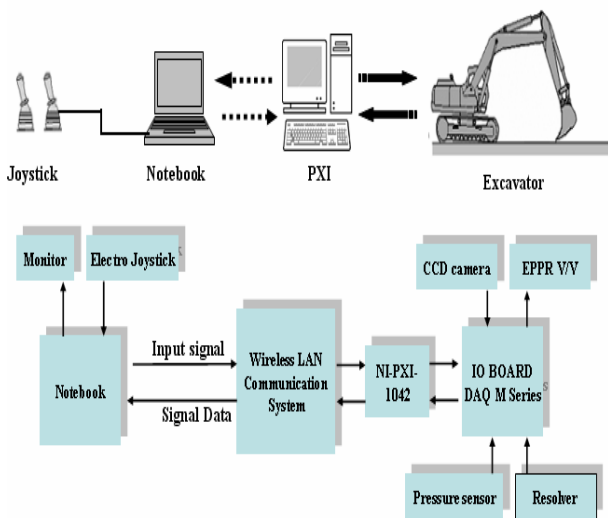 Joystick
Notebook
PXI
Excavator
Monitor
Electro Joystick
CCD camera
EPPR V/V
Notebook
Input signal
Signal Data
Wireless LAN
Communication
System
NI-PXI-
1042
IO BOARD
DAQ M Series
Pressure sensor
Resolver